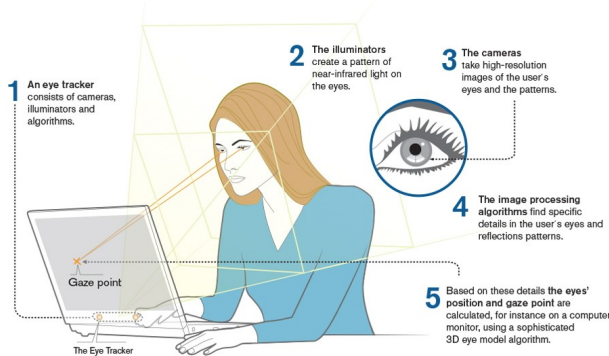 1 An eye tracker
consists of cameras,
illuminators and
algorithms.
2 The illuminators
create a pattern of
near-infrared light on
the eyes.
3 The cameras
take high-resolution
images of the user's
eyes and the patterns.
4 The image processing
algorithms find specific
details in the user's eyes and
reflections patterns.
5 Based on these details the eyes'
position and gaze point are
calculated, for instance on a computer
monitor, using a sophisticated
3D eye model algorithm.
Gaze point
The Eye Tracker